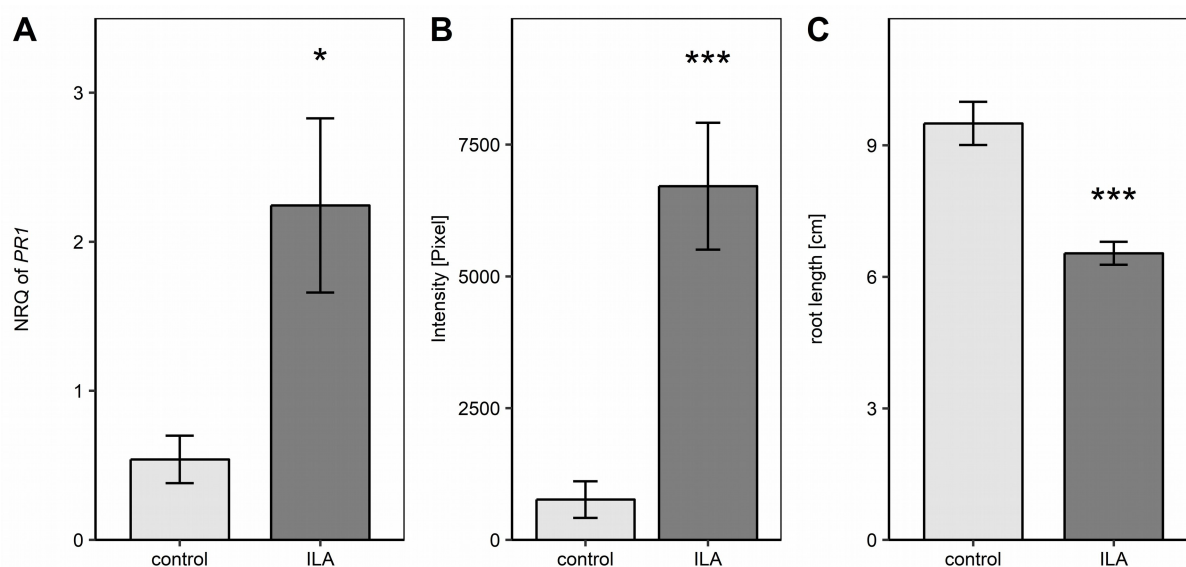 A
NRQ of PR1
3
2
1
0
*
control
ILA
B
Intensity [Pixel]
7500
5000
2500
0
***
control
ILA
C
root length [cm]
9
6
3
0
***
control
ILA